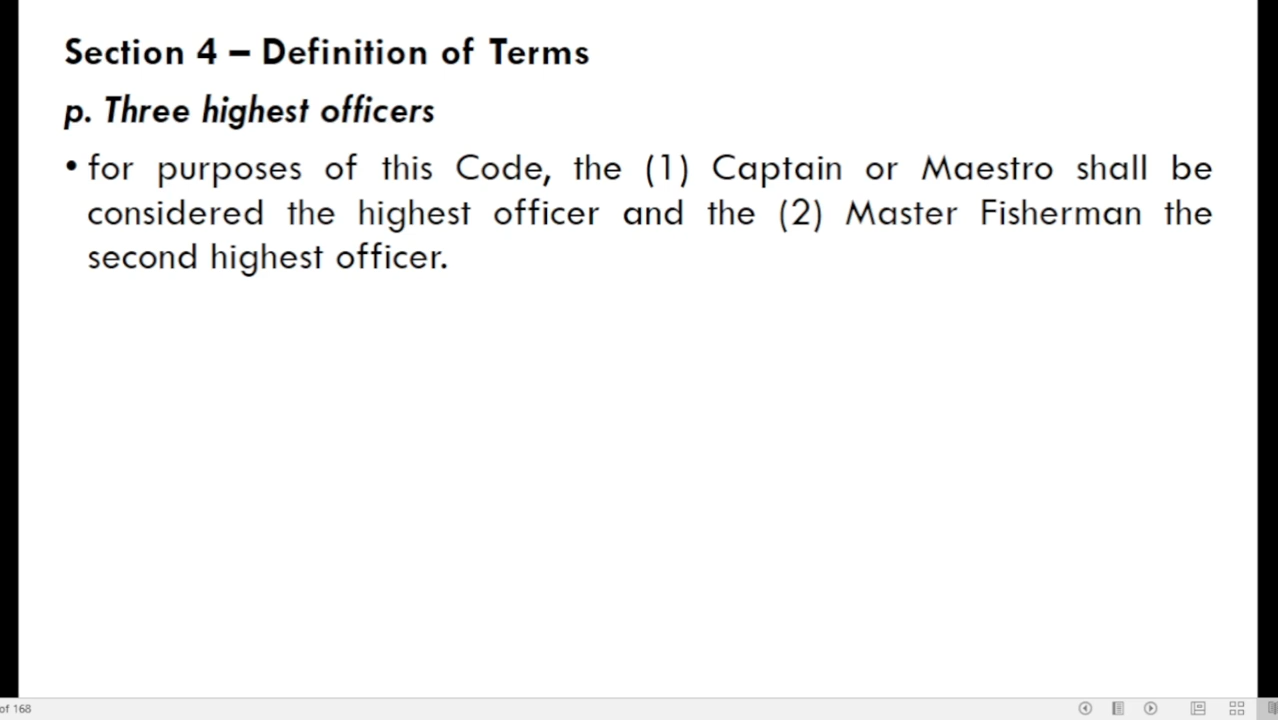 Section 4 – Definition of Terms
p. Three highest officers
• for purposes of this Code, the (1) Captain or Maestro shall be
considered the highest officer and the (2) Master Fisherman the
second highest officer.
of 168